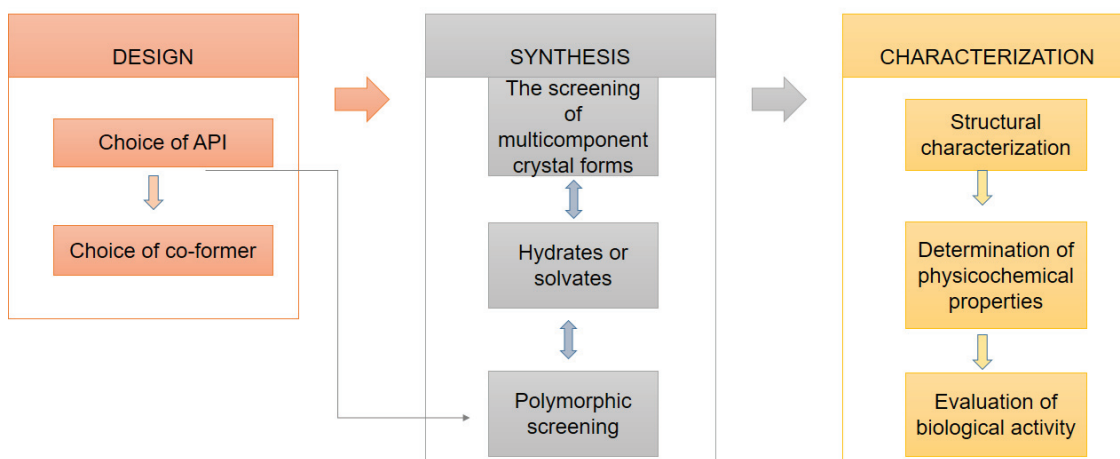 DESIGN
Choice of API
Choice of co-former
SYNTHESIS
The screening
of
multicomponent
crystal forms
Hydrates or
solvates
Polymorphic
screening
CHARACTERIZATION
Structural
characterization
Determination of
physicochemical
properties
Evaluation of
biological activity